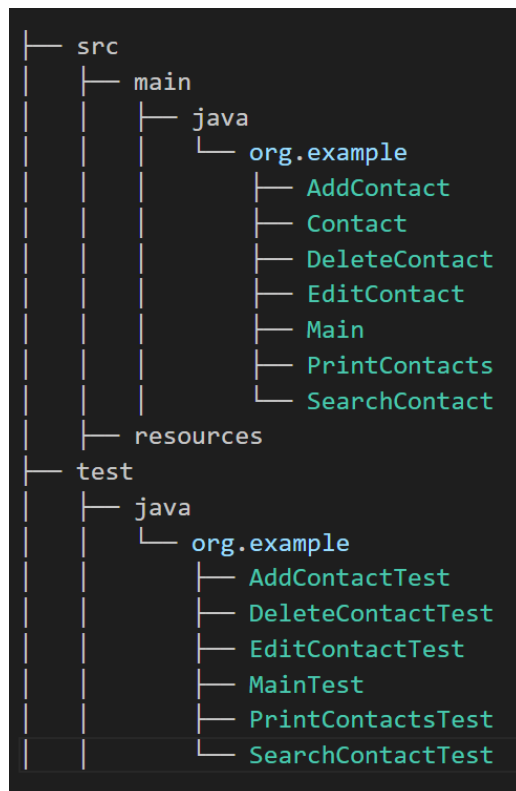 ├── src
│   ├── main
│   │   ├── java
│   │   │   └── org.example
│   │   │       ├── AddContact
│   │   │       ├── Contact
│   │   │       ├── DeleteContact
│   │   │       ├── EditContact
│   │   │       ├── Main
│   │   │       ├── PrintContacts
│   │   │       └── SearchContact
│   ├── resources
├── test
│   ├── java
│   │   └── org.example
│   │       ├── AddContactTest
│   │       ├── DeleteContactTest
│   │       ├── EditContactTest
│   │       ├── MainTest
│   │       ├── PrintContactsTest
│   │       └── SearchContactTest